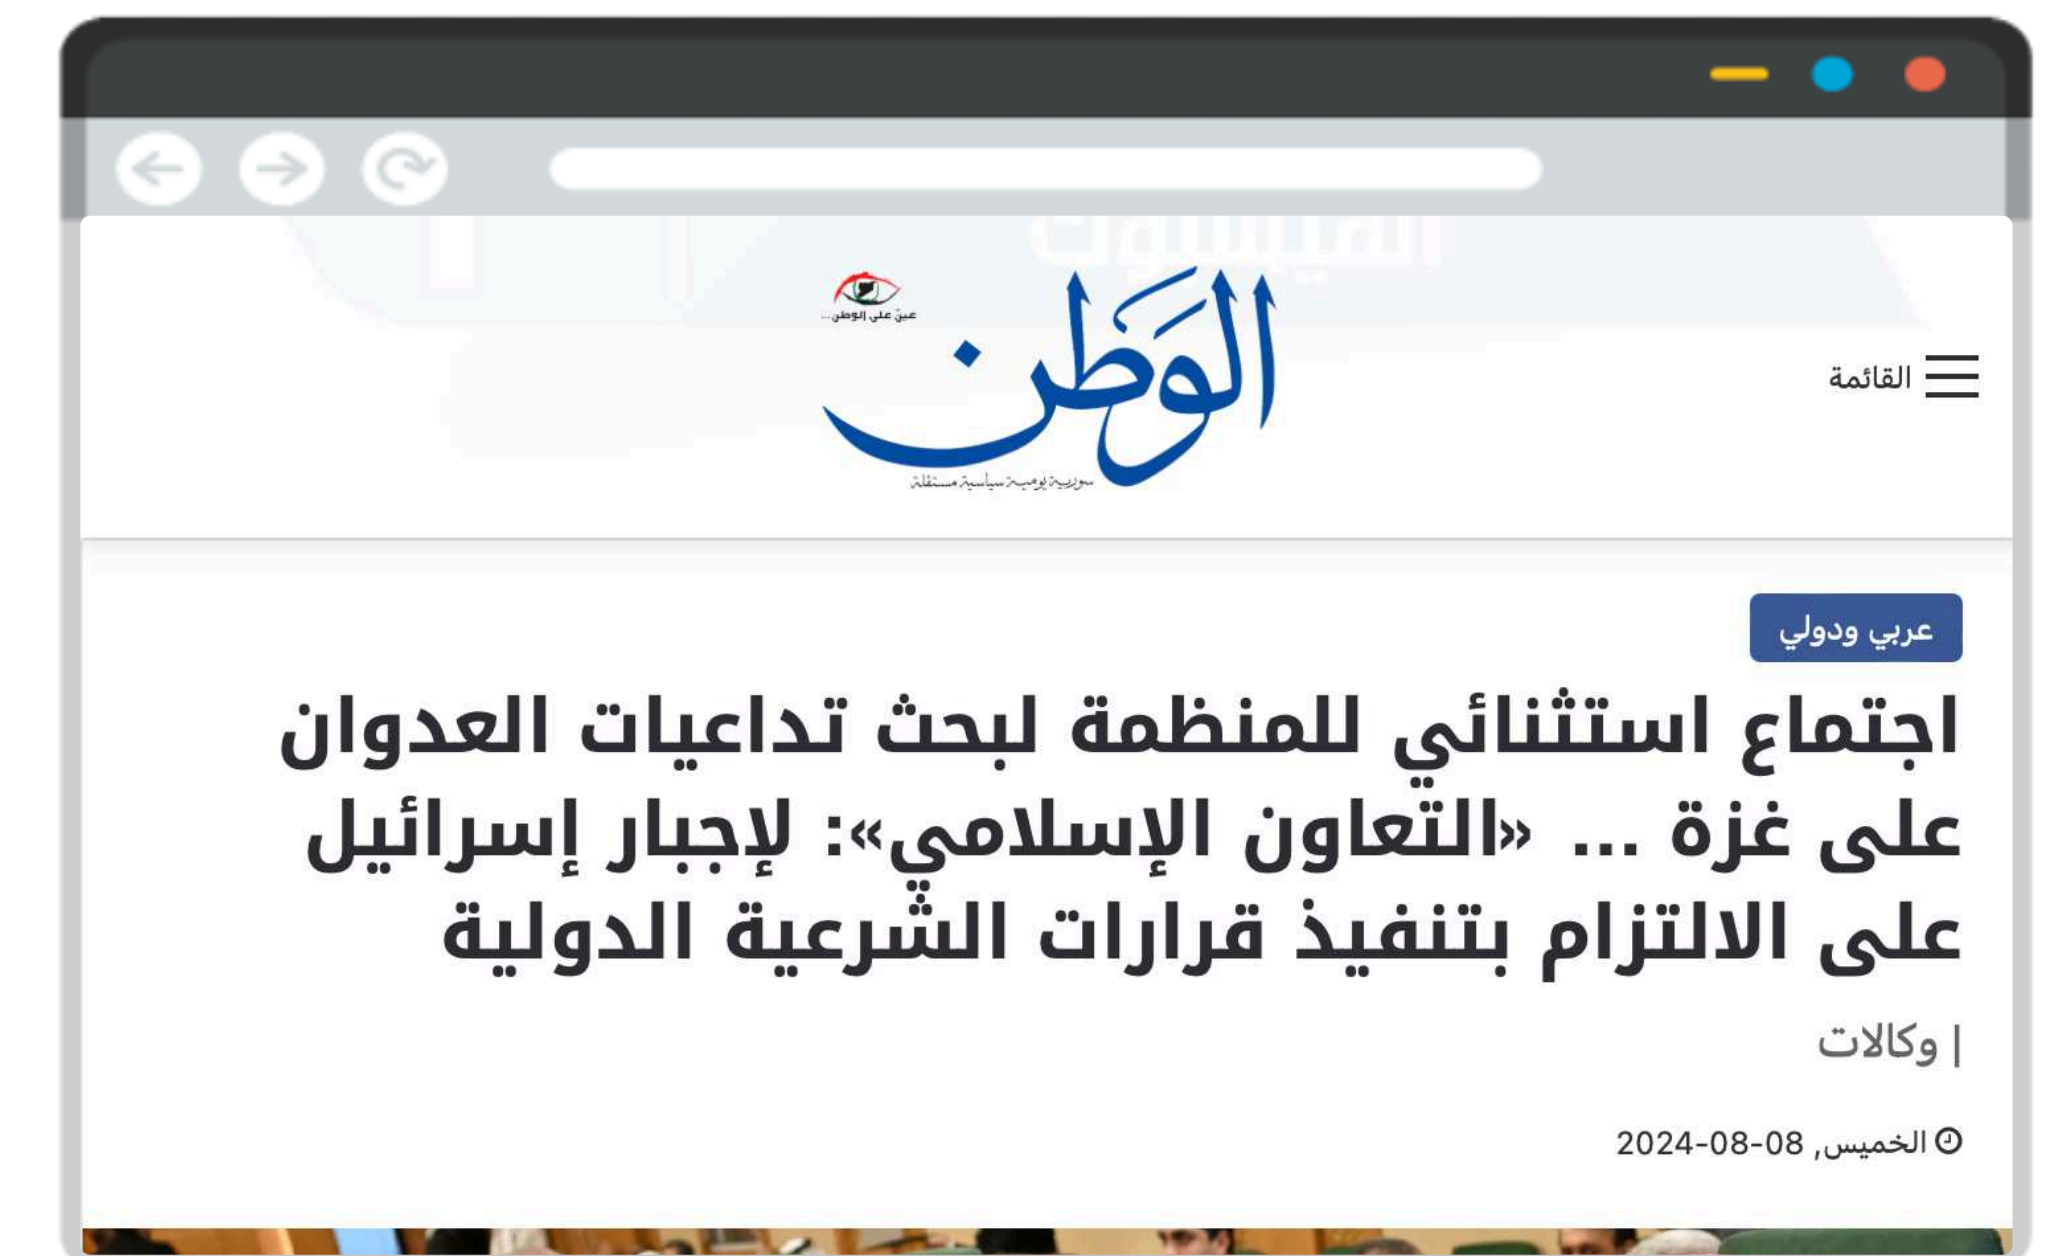 عين على الوطن...
الوَطن
سورية يومية سياسية مستقلة
القائمة
عربي ودولي
اجتماع استثنائي للمنظمة لبحث تداعيات العدوان
على غزة ... «التعاون الإسلامي»: لإجبار إسرائيل
على الالتزام بتنفيذ قرارات الشرعية الدولية
| وكالات
الخميس, 08-08-2024